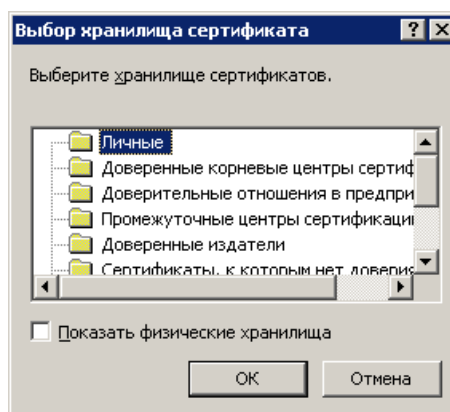 Выбор хранилища сертификата
Выберите хранилище сертификатов.
Личные
Доверенные корневые центры сертиф
Доверительные отношения в предпри
Промежуточные центры сертификаци
Доверенные издатели
Сертификаты, к которым нет доверия
Показать физические хранилища
ОК
Отмена